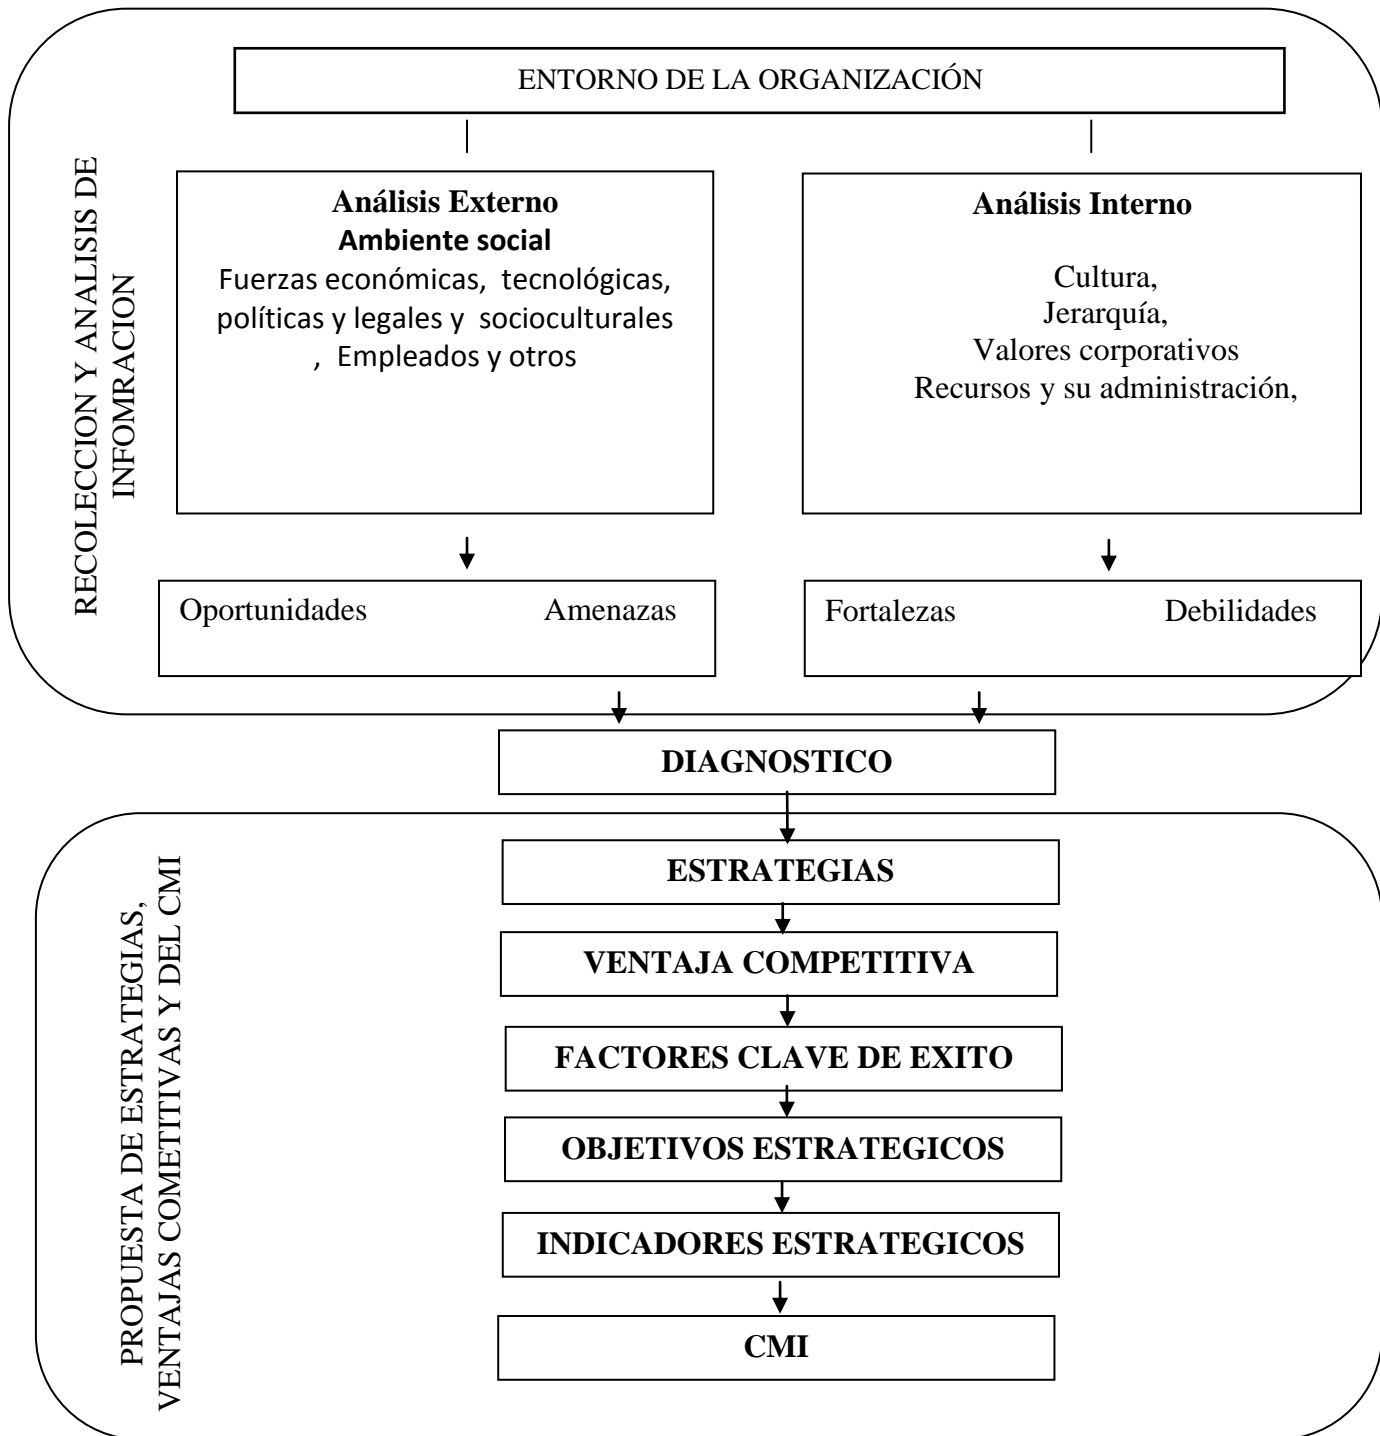 ENTORNO DE LA ORGANIZACIÓN
RECOLECCION Y ANALISIS DE
INFOMRACION
Análisis Externo
Ambiente social
Fuerzas económicas, tecnológicas,
políticas y legales y socioculturales
, Empleados y otros
Análisis Interno
Cultura,
Jerarquía,
Valores corporativos
Recursos y su administración,
Oportunidades Amenazas
Fortalezas Debilidades
DIAGNOSTICO
PROPUESTA DE ESTRATEGIAS,
VENTAJAS COMETITIVAS Y DEL CMI
ESTRATEGIAS
VENTAJA COMPETITIVA
FACTORES CLAVE DE EXITO
OBJETIVOS ESTRATEGICOS
INDICADORES ESTRATEGICOS
CMI